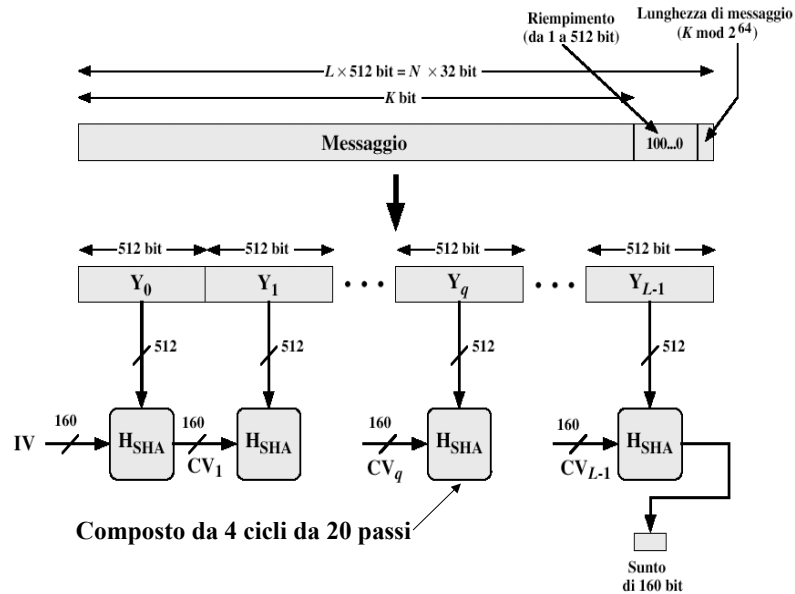 Riempimento
(da 1 a 512 bit)
Lunghezza di messaggio
(K mod 2^64)
L × 512 bit = N × 32 bit
K bit
Messaggio
100...0
512 bit
512 bit
512 bit
512 bit
Y0
Y1
• • •
Yq
• • •
YL-1
512
512
512
512
IV
160
HSHA
160
CV1
HSHA
160
CVq
HSHA
160
CVL-1
HSHA
Composto da 4 cicli da 20 passi
Sunto
di 160 bit